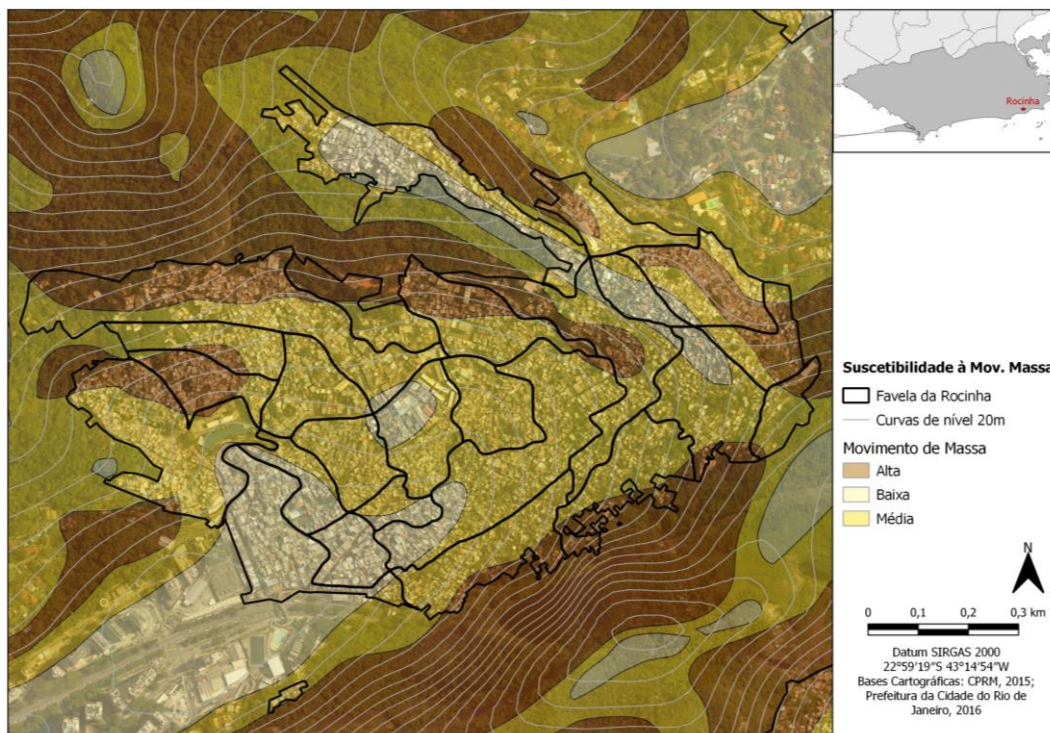 Rocinha
Suscetibilidade à Mov. Massa
Favela da Rocinha
Curvas de nível 20m
Movimento de Massa
Alta
Baixa
Média
N
0 0,1 0,2 0,3 km
Datum SIRGAS 2000
22°59'19"S 43°14'54"W
Bases Cartográficas: CPRM, 2015;
Prefeitura da Cidade do Rio de
Janeiro, 2016